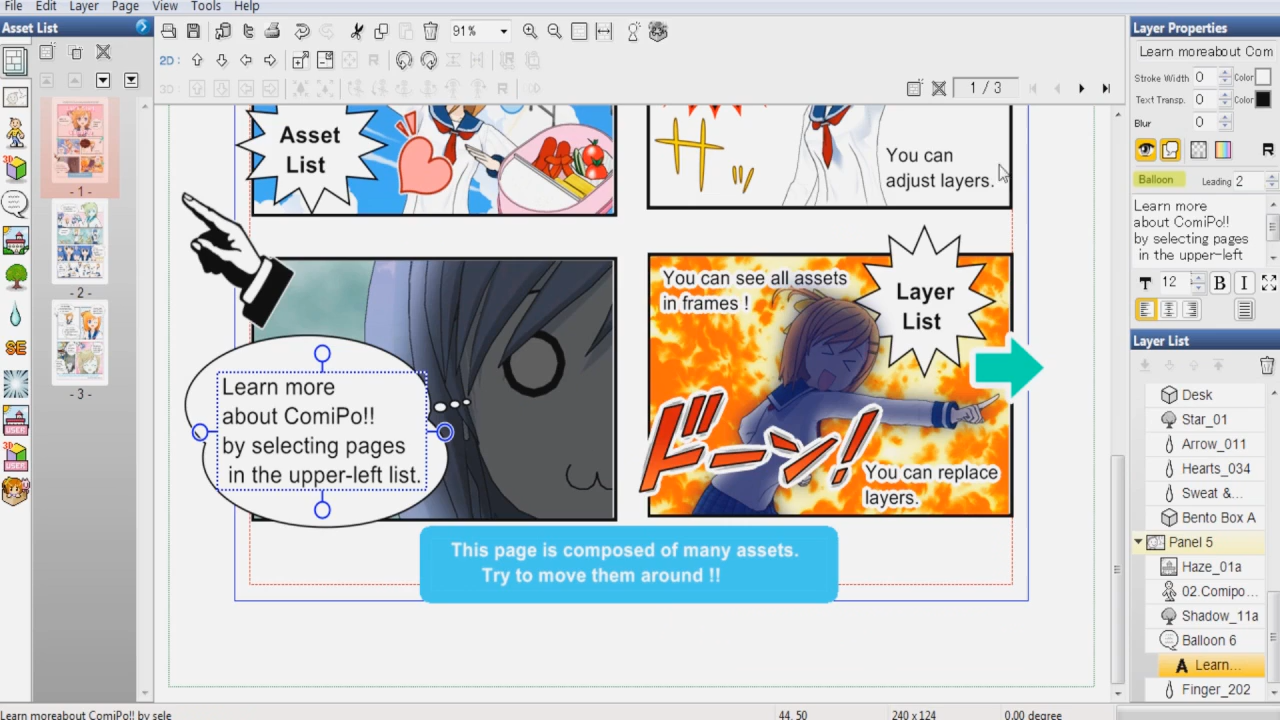 File Edit Layer Page View Tools Help
Asset List
91%
2D :
3D :
1 / 3
- 1 -
- 2 -
- 3 -
3D
SE
USER
3D
USER
Asset
List
You can
adjust layers.
You can see all assets
in frames !
Layer
List
Learn more
about ComiPo!!
by selecting pages
in the upper-left list.
ドーン!
You can replace
layers.
This page is composed of many assets.
Try to move them around !!
Layer Properties
Learn moreabout Com
Stroke Width 0 Color
Text Transp. 0 Color
Blur 0
R
Balloon Leading 2
Learn more
about ComiPo!!
by selecting pages
in the upper-left
T 12 B I
Layer List
Desk
Star_01
Arrow_011
Hearts_034
Sweat &...
Bento Box A
Panel 5
Haze_01a
02.Comipo...
Shadow_11a
Balloon 6
A Learn...
Finger_202
Learn moreabout ComiPo!! by sele 44, 50 240 x 124 0.00 degree